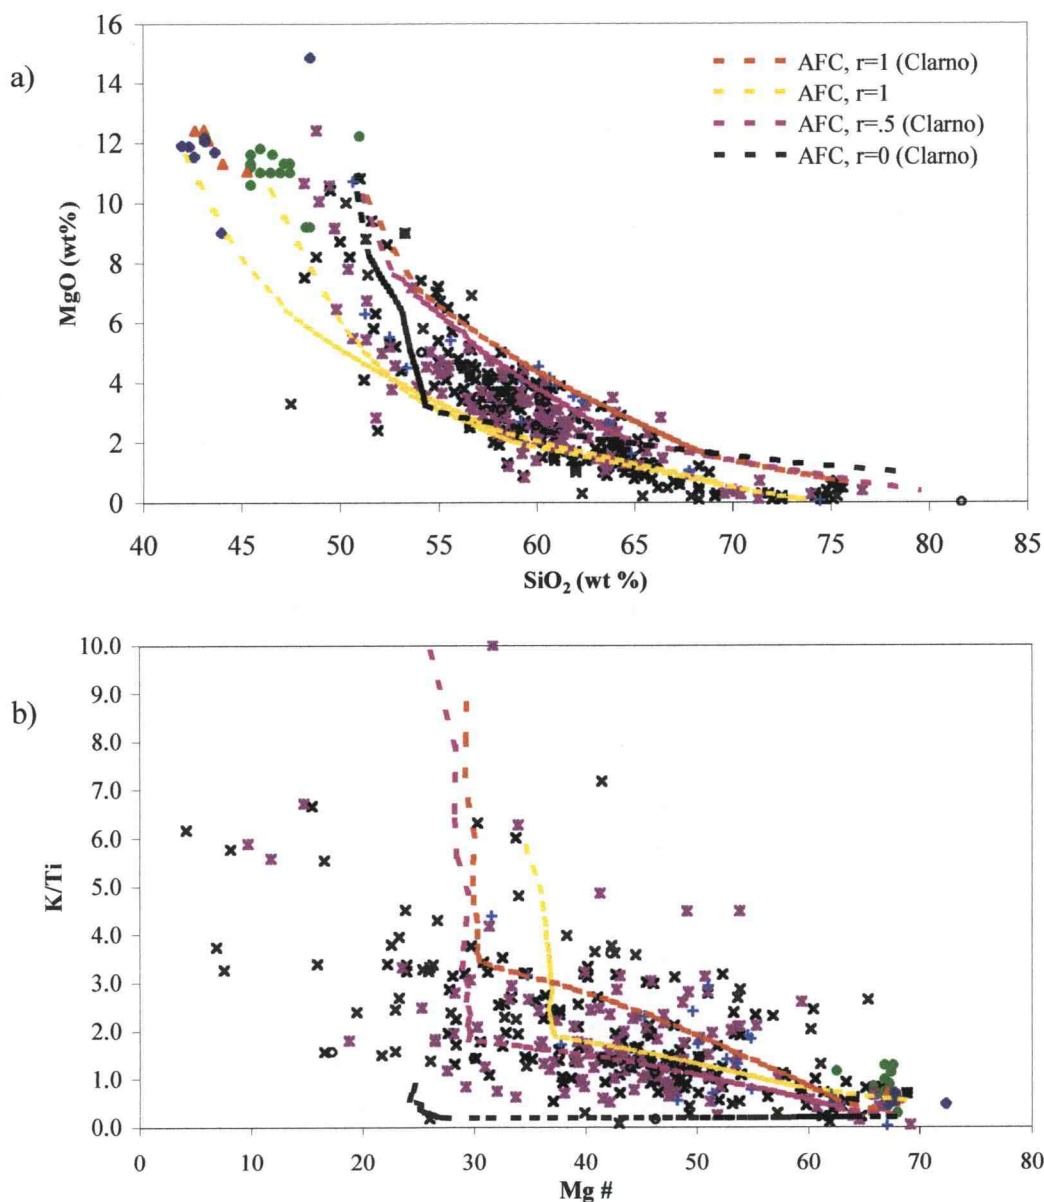 a)
MgO (wt%)
16
14
12
10
8
6
4
2
0
AFC, r=1 (Clarno)
AFC, r=1
AFC, r=.5 (Clarno)
AFC, r=0 (Clarno)
40 45 50 55 60 65 70 75 80 85
SiO₂ (wt %)
b)
K/Ti
10.0
9.0
8.0
7.0
6.0
5.0
4.0
3.0
2.0
1.0
0.0
0 10 20 30 40 50 60 70 80
Mg #